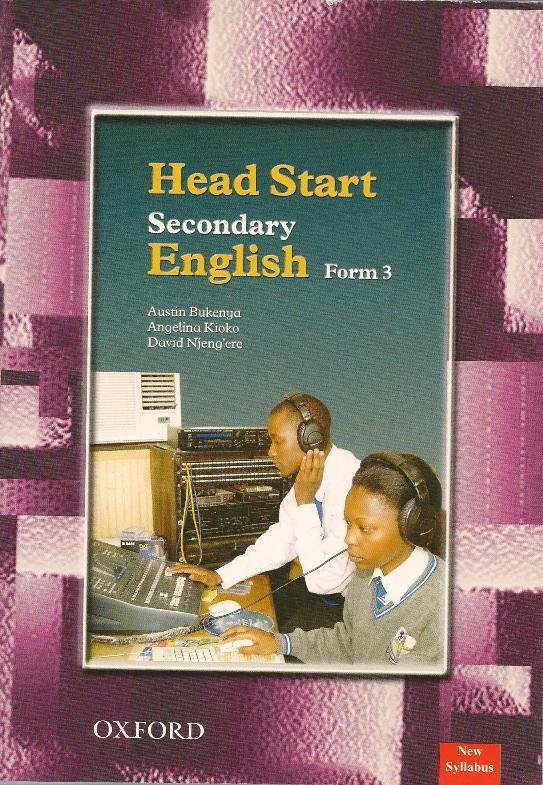 Head Start
Secondary
English Form 3
Austin Bukenya
Angelina Kioko
David Njeng'ere
OXFORD
New
Syllabus